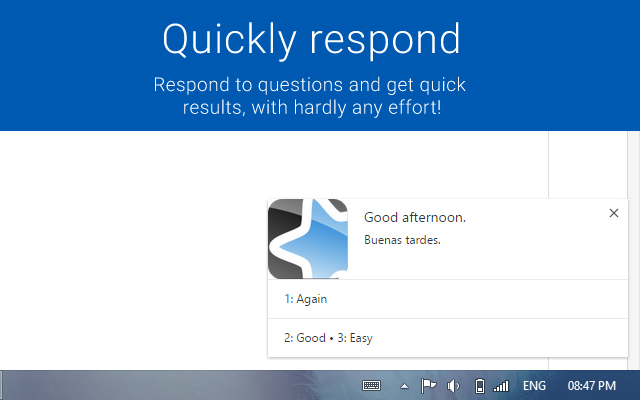 Quickly respond
Respond to questions and get quick
results, with hardly any effort!
Good afternoon.
Buenas tardes.
1: Again
2: Good • 3: Easy
ENG 08:47 PM